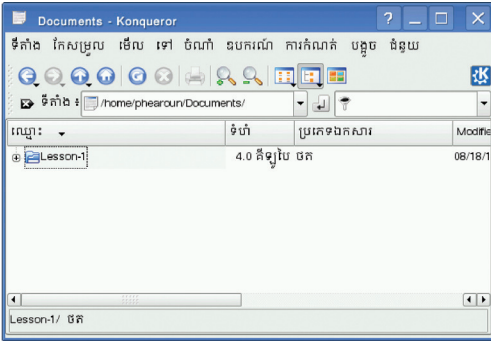 Documents - Konqueror
ទីតាំង កែសម្រួល មើល ទៅ ចំណាំ ឧបករណ៍ ការកំណត់ បង្អួច ជំនួយ
ទីតាំង ៖ /home/phearoun/Documents/
ឈ្មោះ ទំហំ ប្រភេទឯកសារ Modifie
Lesson-1 4.0 គីឡូបៃ ថត 08/18/1
Lesson-1/ ថត